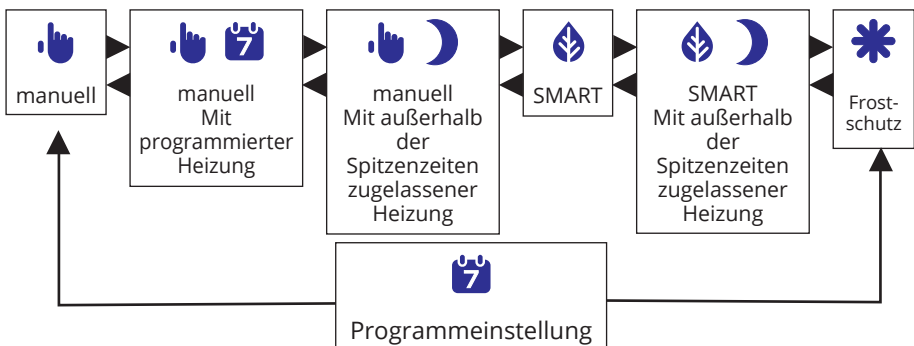 manuell
7
manuell
Mit
programmierter
Heizung
manuell
Mit außerhalb
der
Spitzenzeiten
zugelassener
Heizung
SMART
SMART
Mit außerhalb
der
Spitzenzeiten
zugelassener
Heizung
Frost-
schutz
7
Programmeinstellung